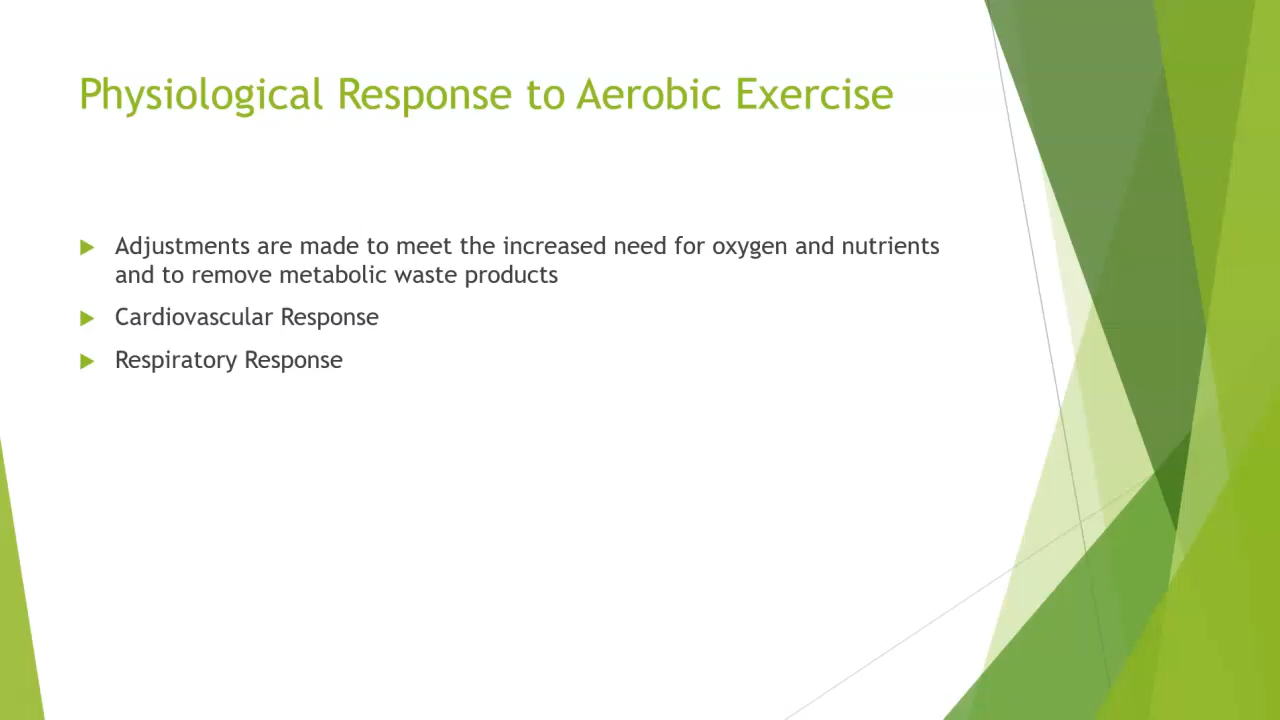 Physiological Response to Aerobic Exercise
Adjustments are made to meet the increased need for oxygen and nutrients
and to remove metabolic waste products
Cardiovascular Response
Respiratory Response